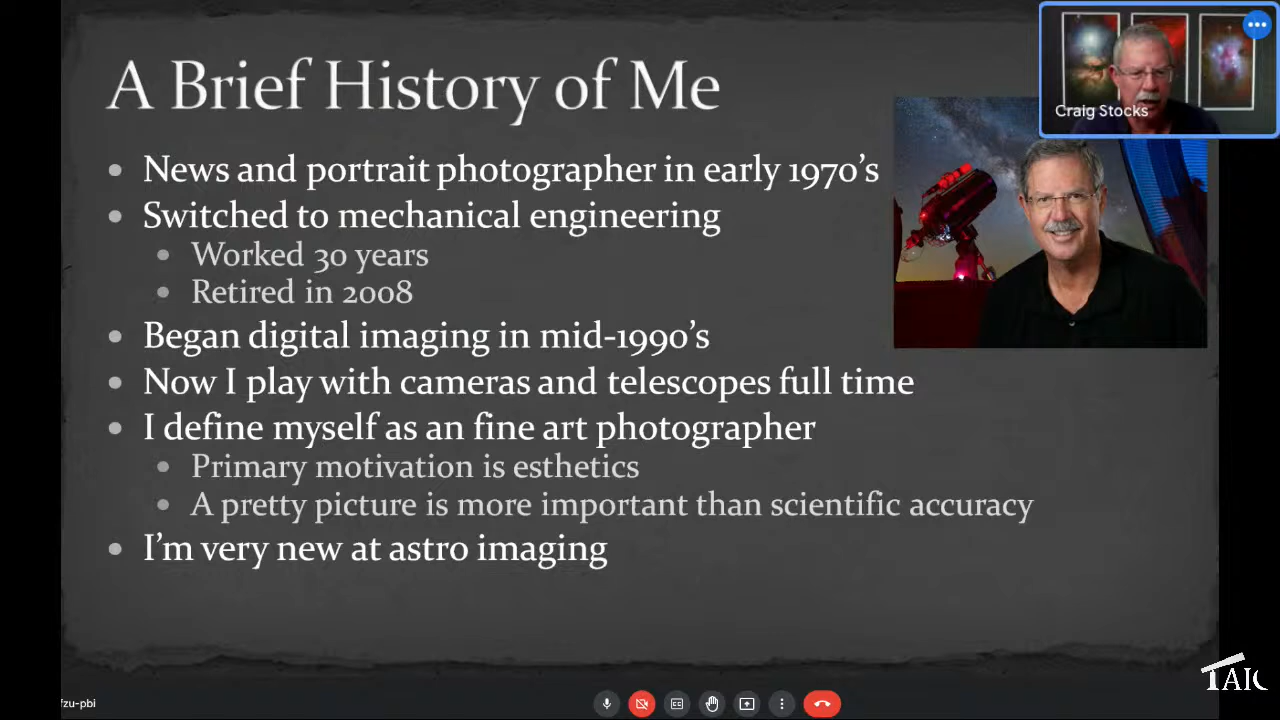 A Brief History of Me
Craig Stocks
News and portrait photographer in early 1970's
Switched to mechanical engineering
Worked 30 years
Retired in 2008
Began digital imaging in mid-1990's
Now I play with cameras and telescopes full time
I define myself as an fine art photographer
Primary motivation is esthetics
A pretty picture is more important than scientific accuracy
I'm very new at astro imaging
TAIC
fzu-pbi